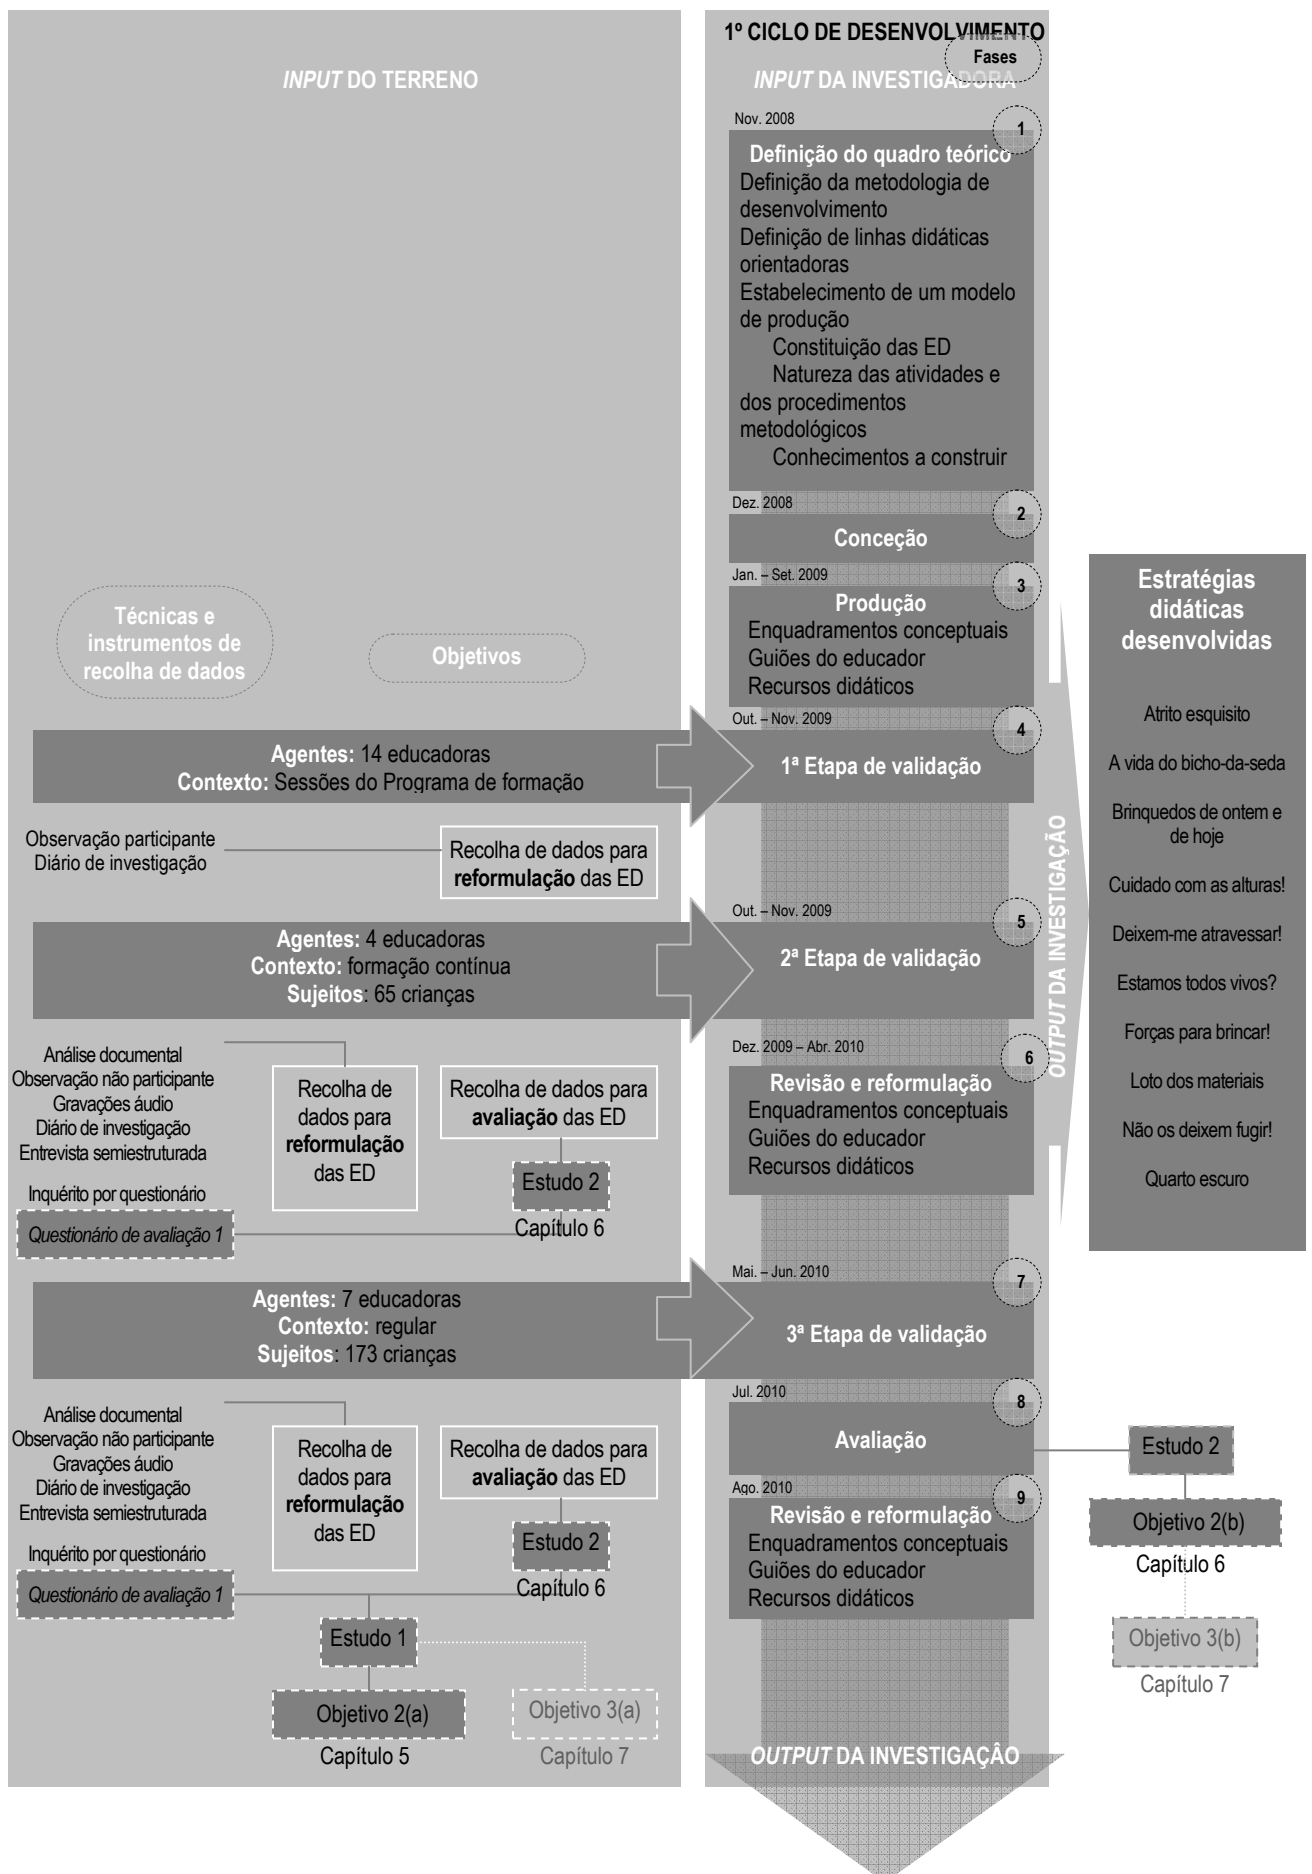 1º CICLO DE DESENVOLVIMENTO
Fases
INPUT DO TERRENO
INPUT DA INVESTIGADORA
Nov. 2008
1
Definição do quadro teórico
Definição da metodologia de
desenvolvimento
Definição de linhas didáticas
orientadoras
Estabelecimento de um modelo
de produção
Constituição das ED
Natureza das atividades e
dos procedimentos
metodológicos
Conhecimentos a construir
Dez. 2008
2
Conceção
Jan. – Set. 2009
3
Produção
Enquadramentos conceptuais
Guiões do educador
Recursos didáticos
Técnicas e
instrumentos de
recolha de dados
Objetivos
Out. – Nov. 2009
4
Agentes: 14 educadoras
Contexto: Sessões do Programa de formação
1ª Etapa de validação
Observação participante
Diário de investigação
Recolha de dados para
reformulação das ED
Out. – Nov. 2009
5
Agentes: 4 educadoras
Contexto: formação contínua
Sujeitos: 65 crianças
2ª Etapa de validação
Dez. 2009 – Abr. 2010
6
Análise documental
Observação não participante
Gravações áudio
Diário de investigação
Entrevista semiestruturada
Inquérito por questionário
Questionário de avaliação 1
Recolha de
dados para
reformulação
das ED
Recolha de dados para
avaliação das ED
Estudo 2
Capítulo 6
Revisão e reformulação
Enquadramentos conceptuais
Guiões do educador
Recursos didáticos
Mai. – Jun. 2010
7
Agentes: 7 educadoras
Contexto: regular
Sujeitos: 173 crianças
3ª Etapa de validação
Jul. 2010
8
Avaliação
Análise documental
Observação não participante
Gravações áudio
Diário de investigação
Entrevista semiestruturada
Inquérito por questionário
Questionário de avaliação 1
Recolha de
dados para
reformulação
das ED
Recolha de dados para
avaliação das ED
Estudo 2
Capítulo 6
Ago. 2010
9
Revisão e reformulação
Enquadramentos conceptuais
Guiões do educador
Recursos didáticos
Estudo 1
Objetivo 2(a)
Capítulo 5
Objetivo 3(a)
Capítulo 7
OUTPUT DA INVESTIGAÇÂO
OUTPUT DA INVESTIGAÇÃO
Estratégias
didáticas
desenvolvidas
Atrito esquisito
A vida do bicho-da-seda
Brinquedos de ontem e
de hoje
Cuidado com as alturas!
Deixem-me atravessar!
Estamos todos vivos?
Forças para brincar!
Loto dos materiais
Não os deixem fugir!
Quarto escuro
Estudo 2
Objetivo 2(b)
Capítulo 6
Objetivo 3(b)
Capítulo 7